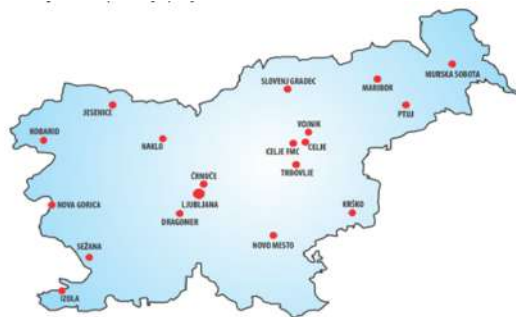 SLOVENJ GRADEC
MARIBOR
MURSKA SOBOTA
JESENICE
PTUJ
VOJNIK
KOBARID
NAKLO
CELJE FMC
CELJE
TRBOVLJE
ČRNUČE
LJUBLJANA
NOVA GORICA
DRAGOMER
KRŠKO
NOVO MESTO
SEŽANA
IZOLA